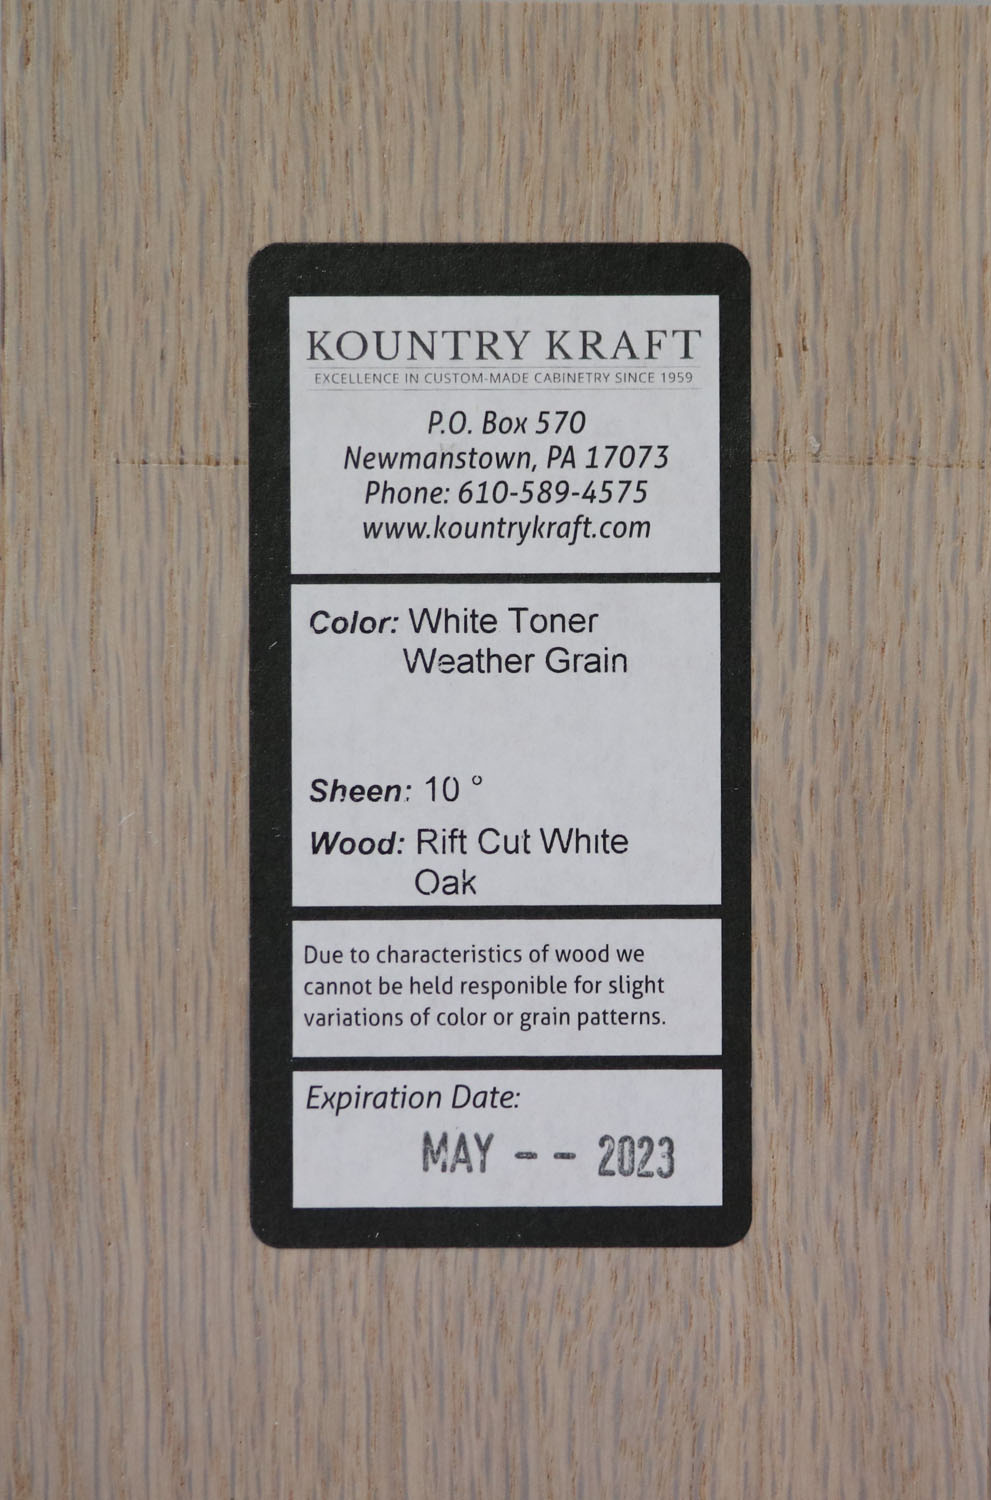 KOUNTRY KRAFT
EXCELLENCE IN CUSTOM-MADE CABINETRY SINCE 1959
P.O. Box 570
Newmanstown, PA 17073
Phone: 610-589-4575
www.kountrykraft.com
Color: White Toner
Weather Grain
Sheen: 10 °
Wood: Rift Cut White
Oak
Due to characteristics of wood we
cannot be held responible for slight
variations of color or grain patterns.
Expiration Date:
MAY -- 2023